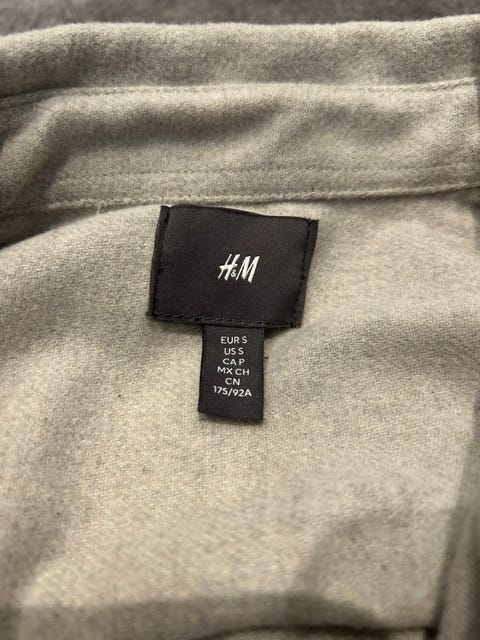 H&M
EUR S
US S
CA P
MX CH
CN
175/92A